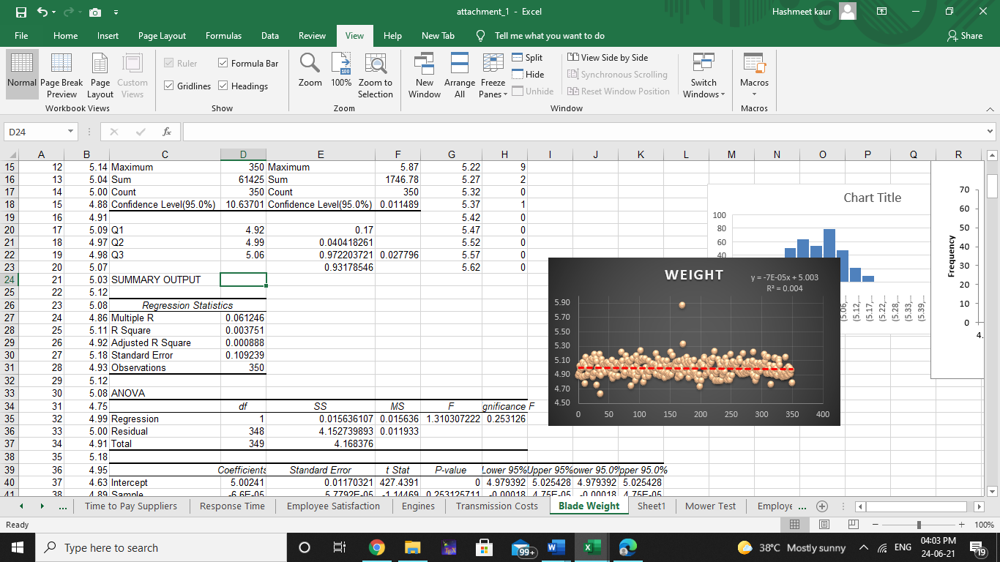 attachment_1 - Excel
Hashmeet kaur
File Home Insert Page Layout Formulas Data Review View Help New Tab Tell me what you want to do Share
Normal Page Break Preview Page Layout Custom Views
Workbook Views
Ruler Formula Bar
Gridlines Headings
Show
Zoom 100% Zoom to Selection
Zoom
New Window Arrange All Freeze Panes
Split
Hide
Unhide
View Side by Side
Synchronous Scrolling
Reset Window Position
Window
Switch Windows
Macros
Macros
D24 fx
A B C D E F G H I J K L M N O P Q R
15 12 5.14 Maximum 350 Maximum 5.87 5.22 9
16 13 5.04 Sum 61425 Sum 1746.78 5.27 2
17 14 5.00 Count 350 Count 350 5.32 0
18 15 4.88 Confidence Level(95.0%) 10.63701 Confidence Level(95.0%) 0.011489 5.37 1
19 16 4.91 5.42 0
20 17 5.09 Q1 4.92 0.17 5.47 0
21 18 4.97 Q2 4.99 0.040418261 5.52 0
22 19 4.98 Q3 5.06 0.972203721 0.027796 5.57 0
23 20 5.07 0.93178546 5.62 0
24 21 5.03 SUMMARY OUTPUT
25 22 5.12
26 23 5.08 Regression Statistics
27 24 4.86 Multiple R 0.061246
28 25 5.11 R Square 0.003751
29 26 4.92 Adjusted R Square 0.000888
30 27 5.18 Standard Error 0.109239
31 28 4.93 Observations 350
32 29 5.12
33 30 5.08 ANOVA
34 31 4.75 df SS MS F gnificance F
35 32 4.99 Regression 1 0.015636107 0.015636 1.310307222 0.253126
36 33 5.00 Residual 348 4.152739893 0.011933
37 34 4.91 Total 349 4.168376
38 35 5.18
39 36 4.95 Coefficients Standard Error t Stat P-value Lower 95% Upper 95% ower 95.0% pper 95.0%
40 37 4.63 Intercept 5.00241 0.01170321 427.4391 0 4.979392 5.025428 4.979392 5.025428
41 38 4.89 Sample -6.6E-05 5.7792E-05 -1.14469 0.253125711 -0.00018 4.75E-05 -0.00018 4.75E-05
Chart Title
100
80
60
40
(5.06,...
(5.12,...
(5.17,...
(5.22,...
(5.28,...
(5.33,...
(5.39,...
Frequency
70
60
50
40
30
20
10
0
4.
WEIGHT
y = -7E-05x + 5.003
R² = 0.004
5.90
5.70
5.50
5.30
5.10
4.90
4.70
4.50
0 50 100 150 200 250 300 350 400
... Time to Pay Suppliers Response Time Employee Satisfaction Engines Transmission Costs Blade Weight Sheet1 Mower Test Employe ...
Ready 100%
Type here to search
99+
38°C Mostly sunny
ENG
04:03 PM
24-06-21
19